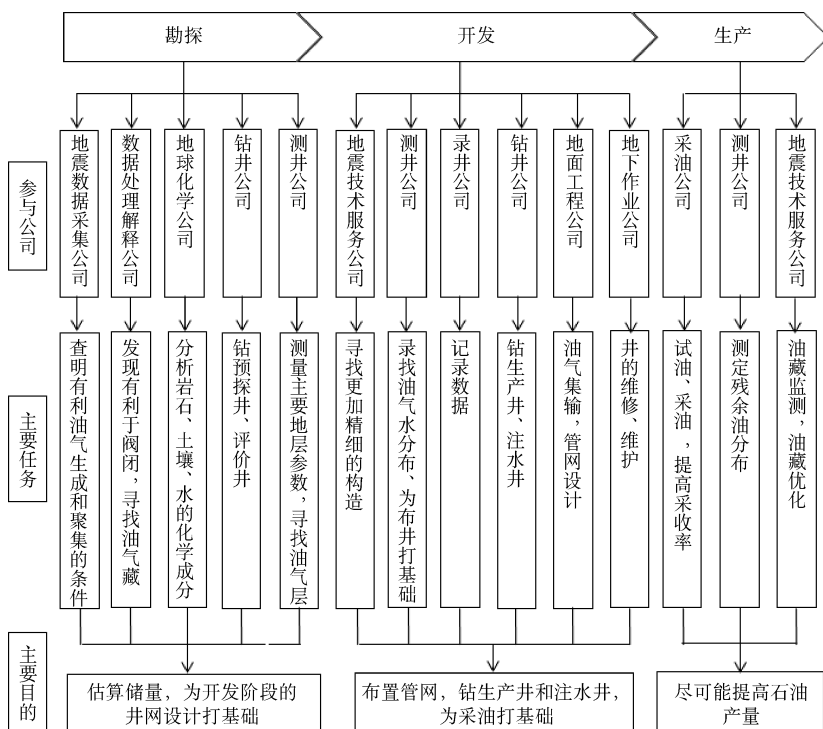 勘探
开发
生产
参与公司
地震数据采集公司
数据处理解释公司
地球化学公司
钻井公司
测井公司
地震技术服务公司
测井公司
录井公司
钻井公司
地面工程公司
地下作业公司
采油公司
测井公司
地震技术服务公司
主要任务
查明有利油气生成和聚集的条件
发现有利于阀闭，寻找油气藏
分析岩石、土壤、水的化学成分
钻预探井、评价井
测量主要地层参数，寻找油气层
寻找更加精细的构造
录找油气水分布、为布井打基础
记录数据
钻生产井、注水井
油气集输，管网设计
井的维修、维护
试油、采油，提高采收率
测定残余油分布
油藏监测，油藏优化
主要目的
估算储量，为开发阶段的
井网设计打基础
布置管网，钻生产井和注水井，
为采油打基础
尽可能提高石油
产量